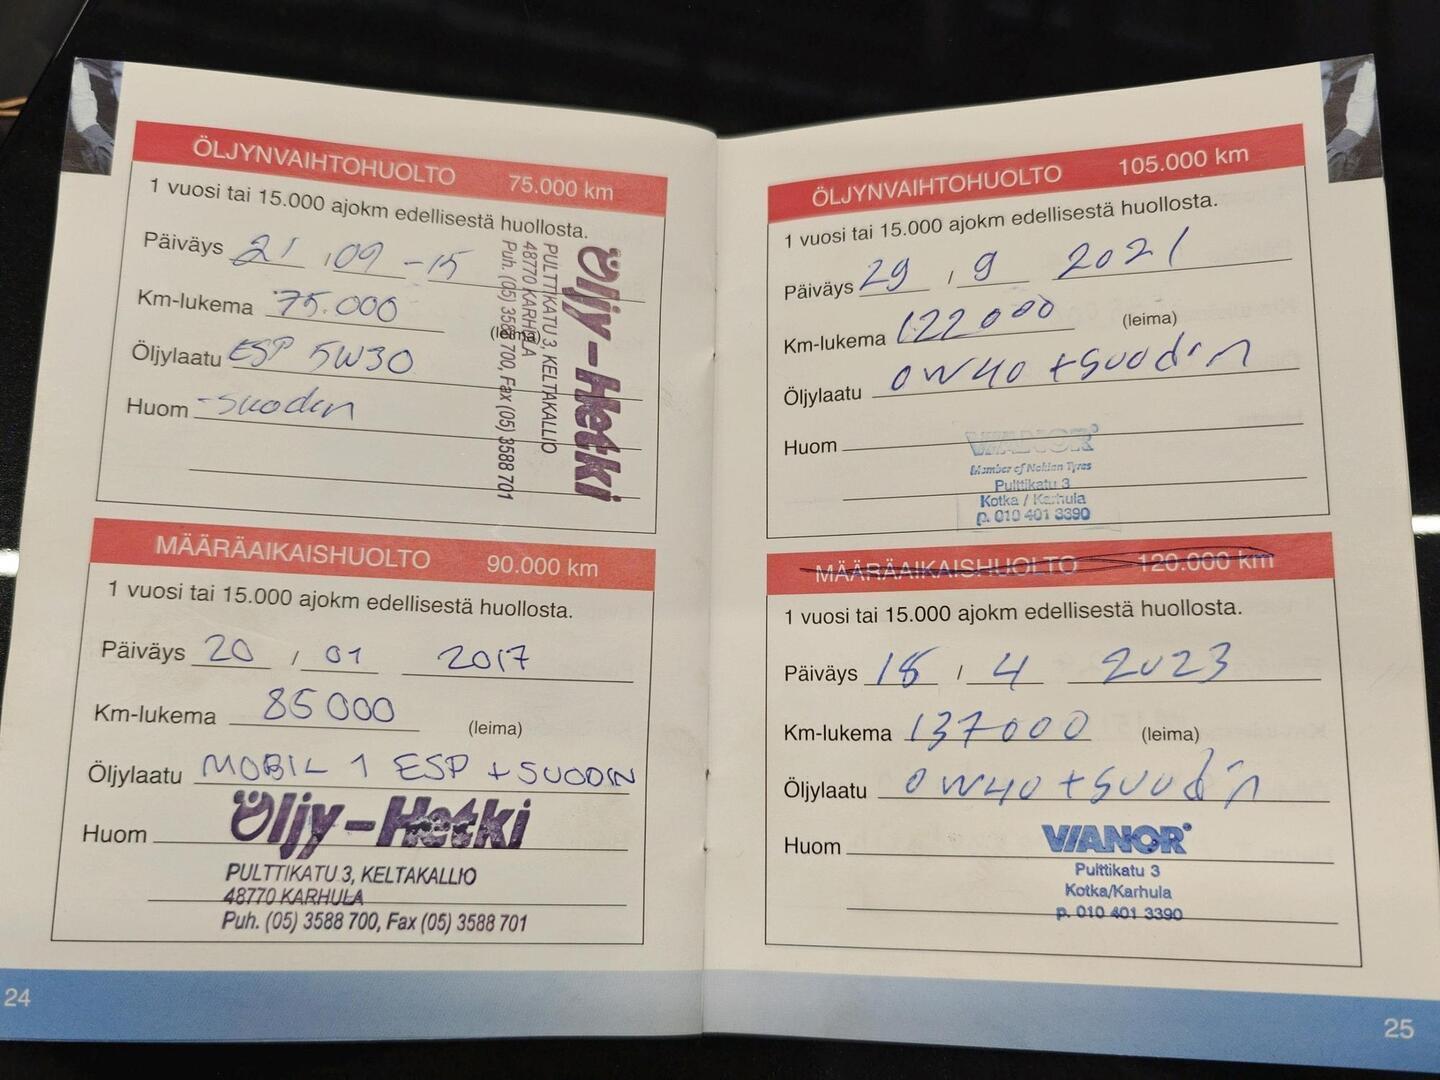 ÖLJYNVAIHTOHUOLTO 75.000 km
1 vuosi tai 15.000 ajokm edellisestä huollosta.
Päiväys 21 . 09 - 15
Km-lukema 75.000
(leima)
Öljylaatu ESP 5W30
Huom - suodin
Öljy-Hetki
PULTTIKATU 3, KELTAKALLIO
48770 KARHULA
Puh. (05) 3588 700, Fax (05) 3588 701
MÄÄRÄAIKAISHUOLTO 90.000 km
1 vuosi tai 15.000 ajokm edellisestä huollosta.
Päiväys 20 / 01 2017
Km-lukema 85 000 (leima)
Öljylaatu MOBIL 1 ESP + SUODIN
Huom
Öljy-Hetki
PULTTIKATU 3, KELTAKALLIO
48770 KARHULA
Puh. (05) 3588 700, Fax (05) 3588 701
24
ÖLJYNVAIHTOHUOLTO 105.000 km
1 vuosi tai 15.000 ajokm edellisestä huollosta.
Päiväys 29 / 9 2021
Km-lukema 122000 (leima)
Öljylaatu 0W40 + suodin
Huom
VIANOR
Member of Nokian Tyres
Pulttikatu 3
Kotka / Karhula
p. 010 401 3390
MÄÄRÄAIKAISHUOLTO 120.000 km
1 vuosi tai 15.000 ajokm edellisestä huollosta.
Päiväys 18 / 4 2023
Km-lukema 137000 (leima)
Öljylaatu 0W40 + suodin
Huom
VIANOR
Pulttikatu 3
Kotka/Karhula
p. 010 401 3390
25